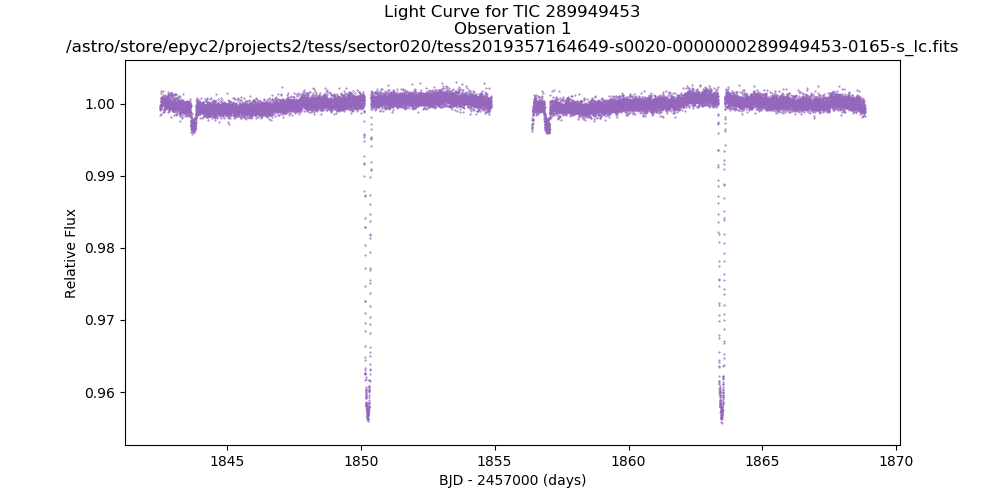 Light Curve for TIC 289949453
Observation 1
/astro/store/epyc2/projects2/tess/sector020/tess2019357164649-s0020-0000000289949453-0165-s_lc.fits
1.00
0.99
0.98
0.97
0.96
Relative Flux
1845
1850
1855
1860
1865
1870
BJD - 2457000 (days)